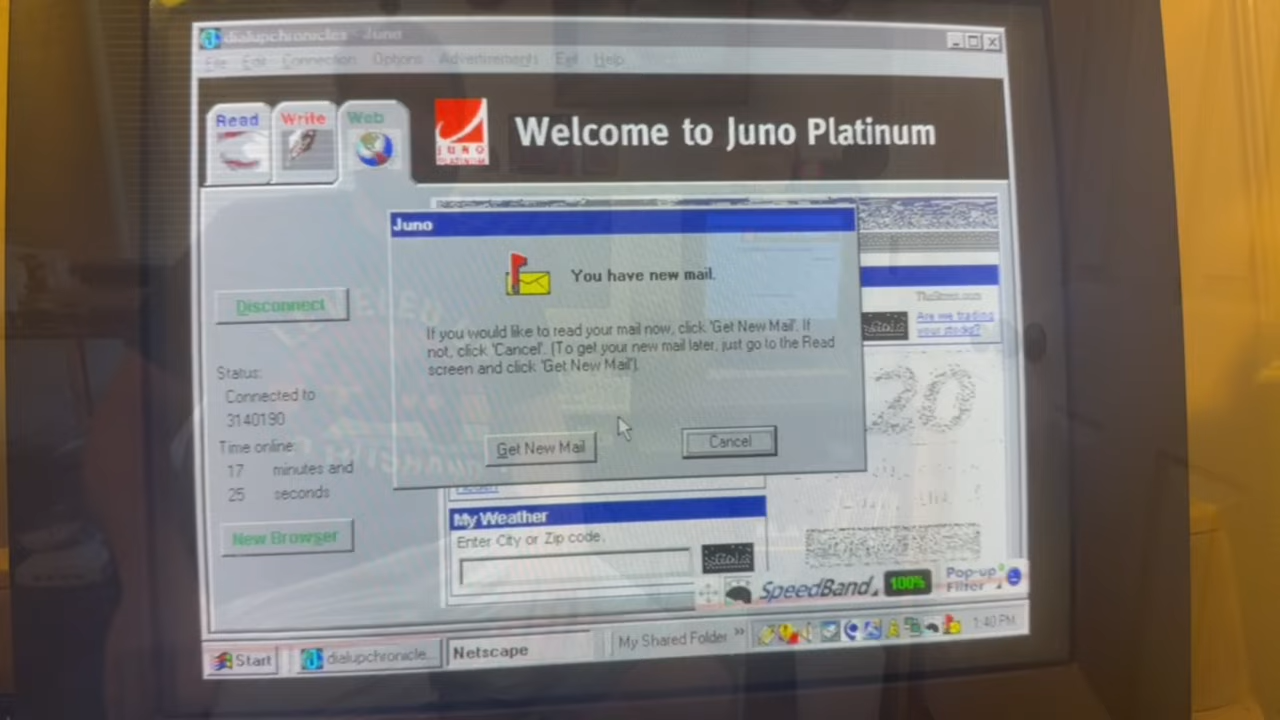 dialupchronicles - Juno
File Edit Connection Options Advertisements Exit Help
Read Write Web
JUNO
PLATINUM
Welcome to Juno Platinum
Juno
You have new mail.
If you would like to read your mail now, click 'Get New Mail'. If
not, click 'Cancel'. (To get your new mail later, just go to the Read
screen and click 'Get New Mail').
Get New Mail Cancel
Disconnect
Status:
Connected to
3140190
Time online:
17 minutes and
25 seconds
New Browser
TheStreet.com
Are we trading
your stocks?
20
My Weather
Enter City or Zip code.
SpeedBand 100% Pop-up
Filter
Start dialupchronicle... Netscape My Shared Folder » 1:40 PM